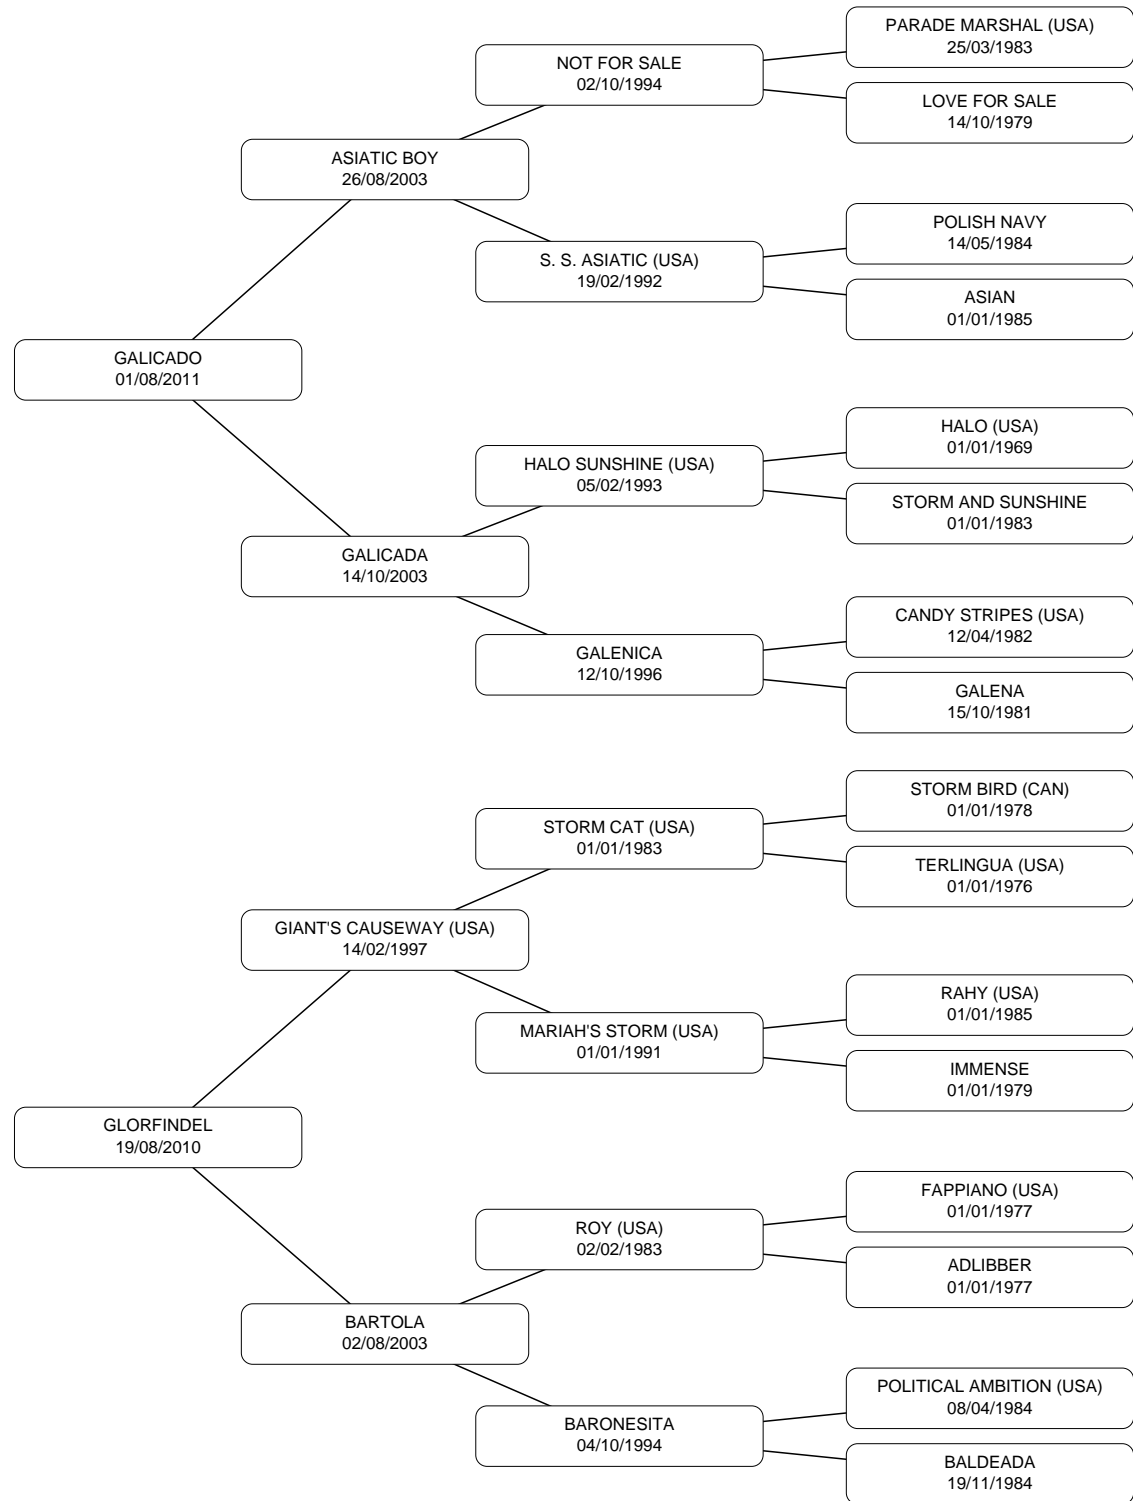 PARADE MARSHAL (USA)
25/03/1983
NOT FOR SALE
02/10/1994
LOVE FOR SALE
14/10/1979
ASIATIC BOY
26/08/2003
POLISH NAVY
14/05/1984
S. S. ASIATIC (USA)
19/02/1992
ASIAN
01/01/1985
GALICADO
01/08/2011
HALO (USA)
01/01/1969
HALO SUNSHINE (USA)
05/02/1993
STORM AND SUNSHINE
01/01/1983
GALICADA
14/10/2003
CANDY STRIPES (USA)
12/04/1982
GALENICA
12/10/1996
GALENA
15/10/1981
STORM BIRD (CAN)
01/01/1978
STORM CAT (USA)
01/01/1983
TERLINGUA (USA)
01/01/1976
GIANT'S CAUSEWAY (USA)
14/02/1997
RAHY (USA)
01/01/1985
MARIAH'S STORM (USA)
01/01/1991
IMMENSE
01/01/1979
GLORFINDEL
19/08/2010
FAPPIANO (USA)
01/01/1977
ROY (USA)
02/02/1983
ADLIBBER
01/01/1977
BARTOLA
02/08/2003
POLITICAL AMBITION (USA)
08/04/1984
BARONESITA
04/10/1994
BALDEADA
19/11/1984